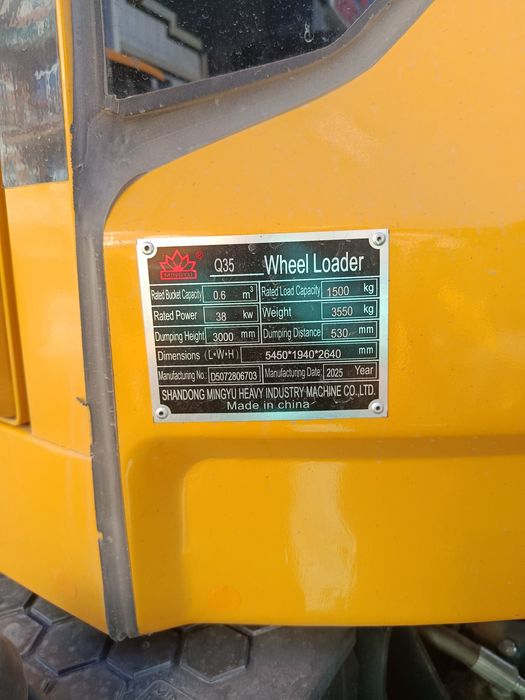 MINGYU ® Q35 Wheel Loader
Rated Bucket Capacity 0.6 m³ Rated Load Capacity 1500 kg
Rated Power 38 kw Weight 3550 kg
Dumping Height 3000 mm Dumping Distance 530 mm
Dimensions (L*W*H) 5450*1940*2640 mm
Manufacturing No: D5072806703 Manufacturing Date: 2025 Year
SHANDONG MINGYU HEAVY INDUSTRY MACHINE CO.,LTD.
Made in china